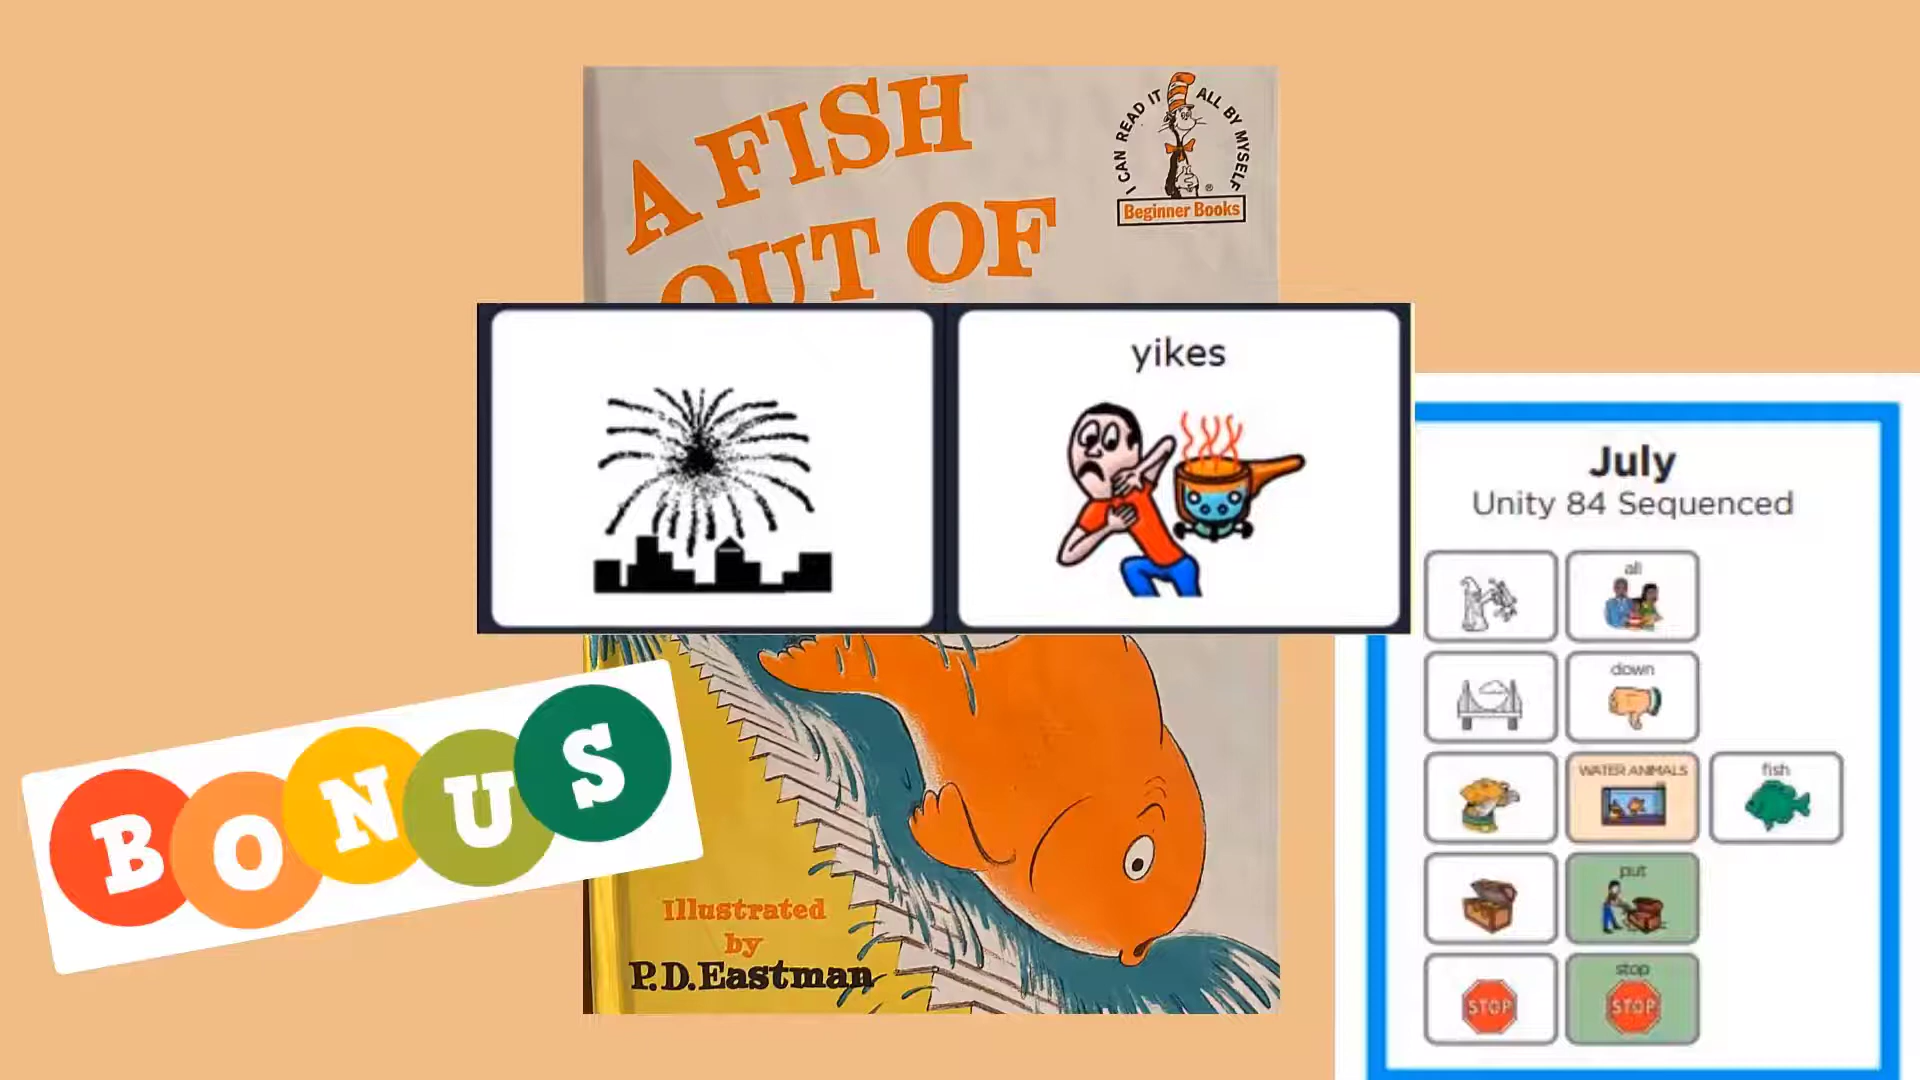 A FISH
OUT OF
I CAN READ IT ALL BY MYSELF
®
Beginner Books
yikes
BONUS
Illustrated
by
P.D.Eastman
July
Unity 84 Sequenced
all
down
WATER ANIMALS
fish
put
STOP
stop
STOP